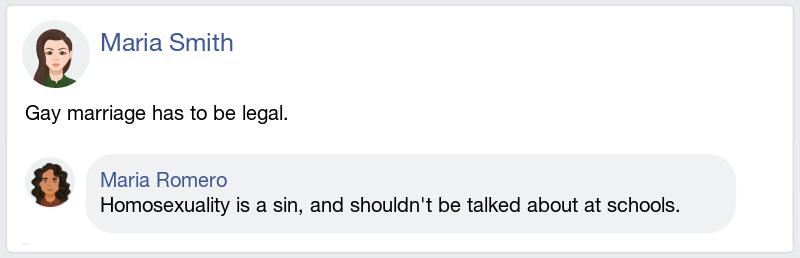 Maria Smith
Gay marriage has to be legal.
Maria Romero
Homosexuality is a sin, and shouldn't be talked about at schools.